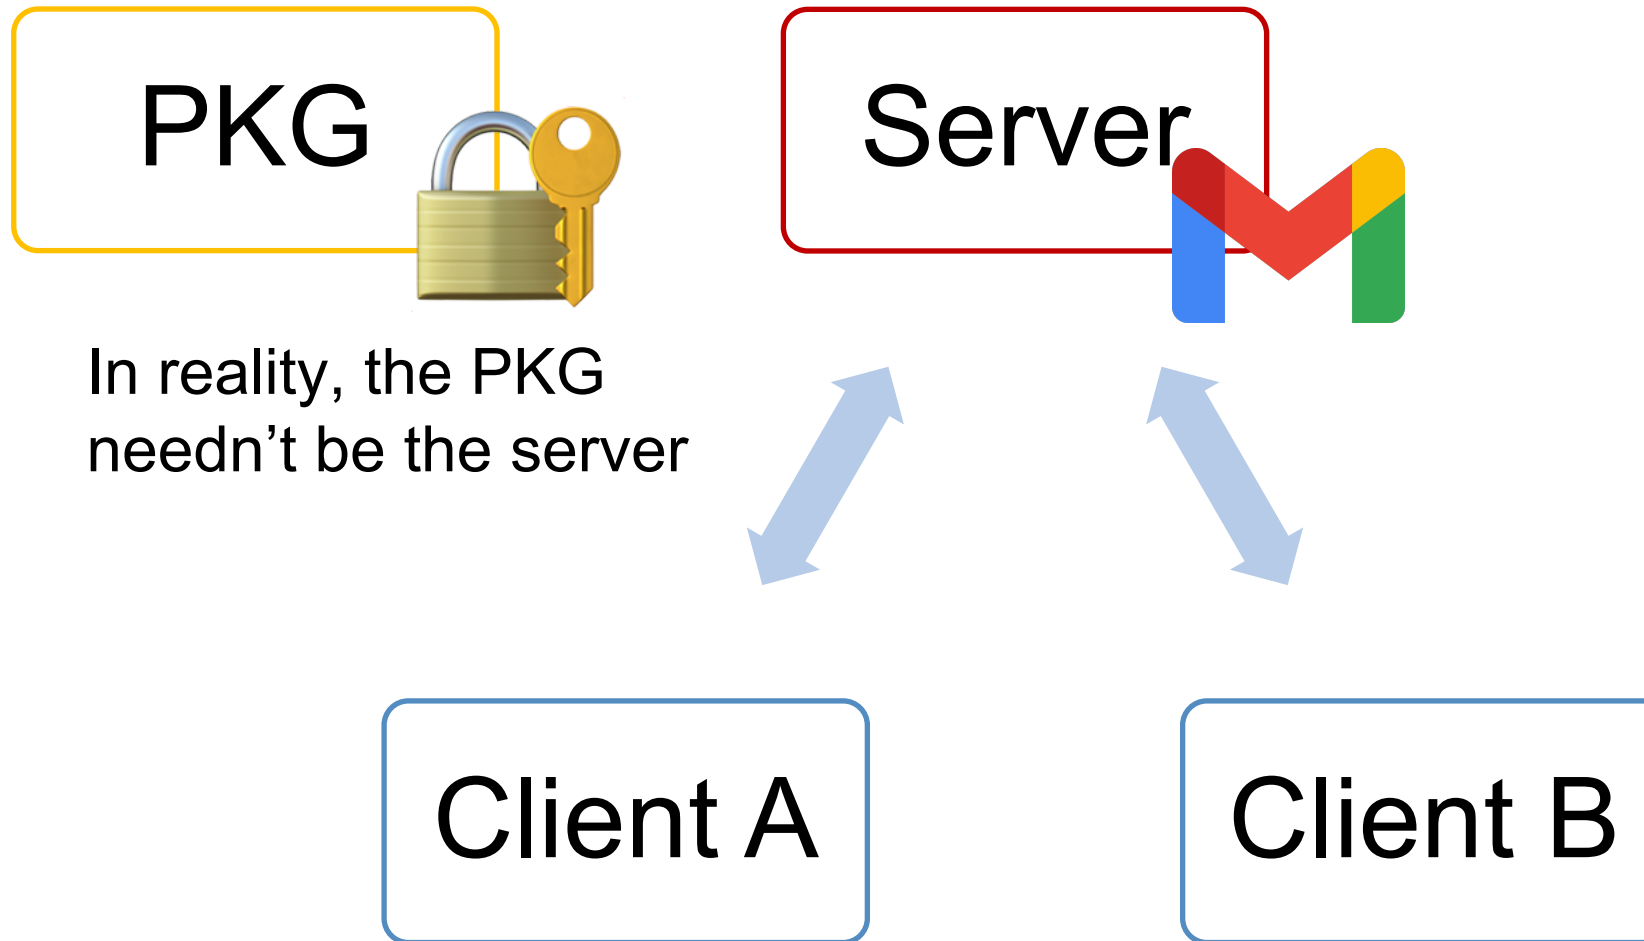 PKG
Server
In reality, the PKG
needn’t be the server
Client A
Client B